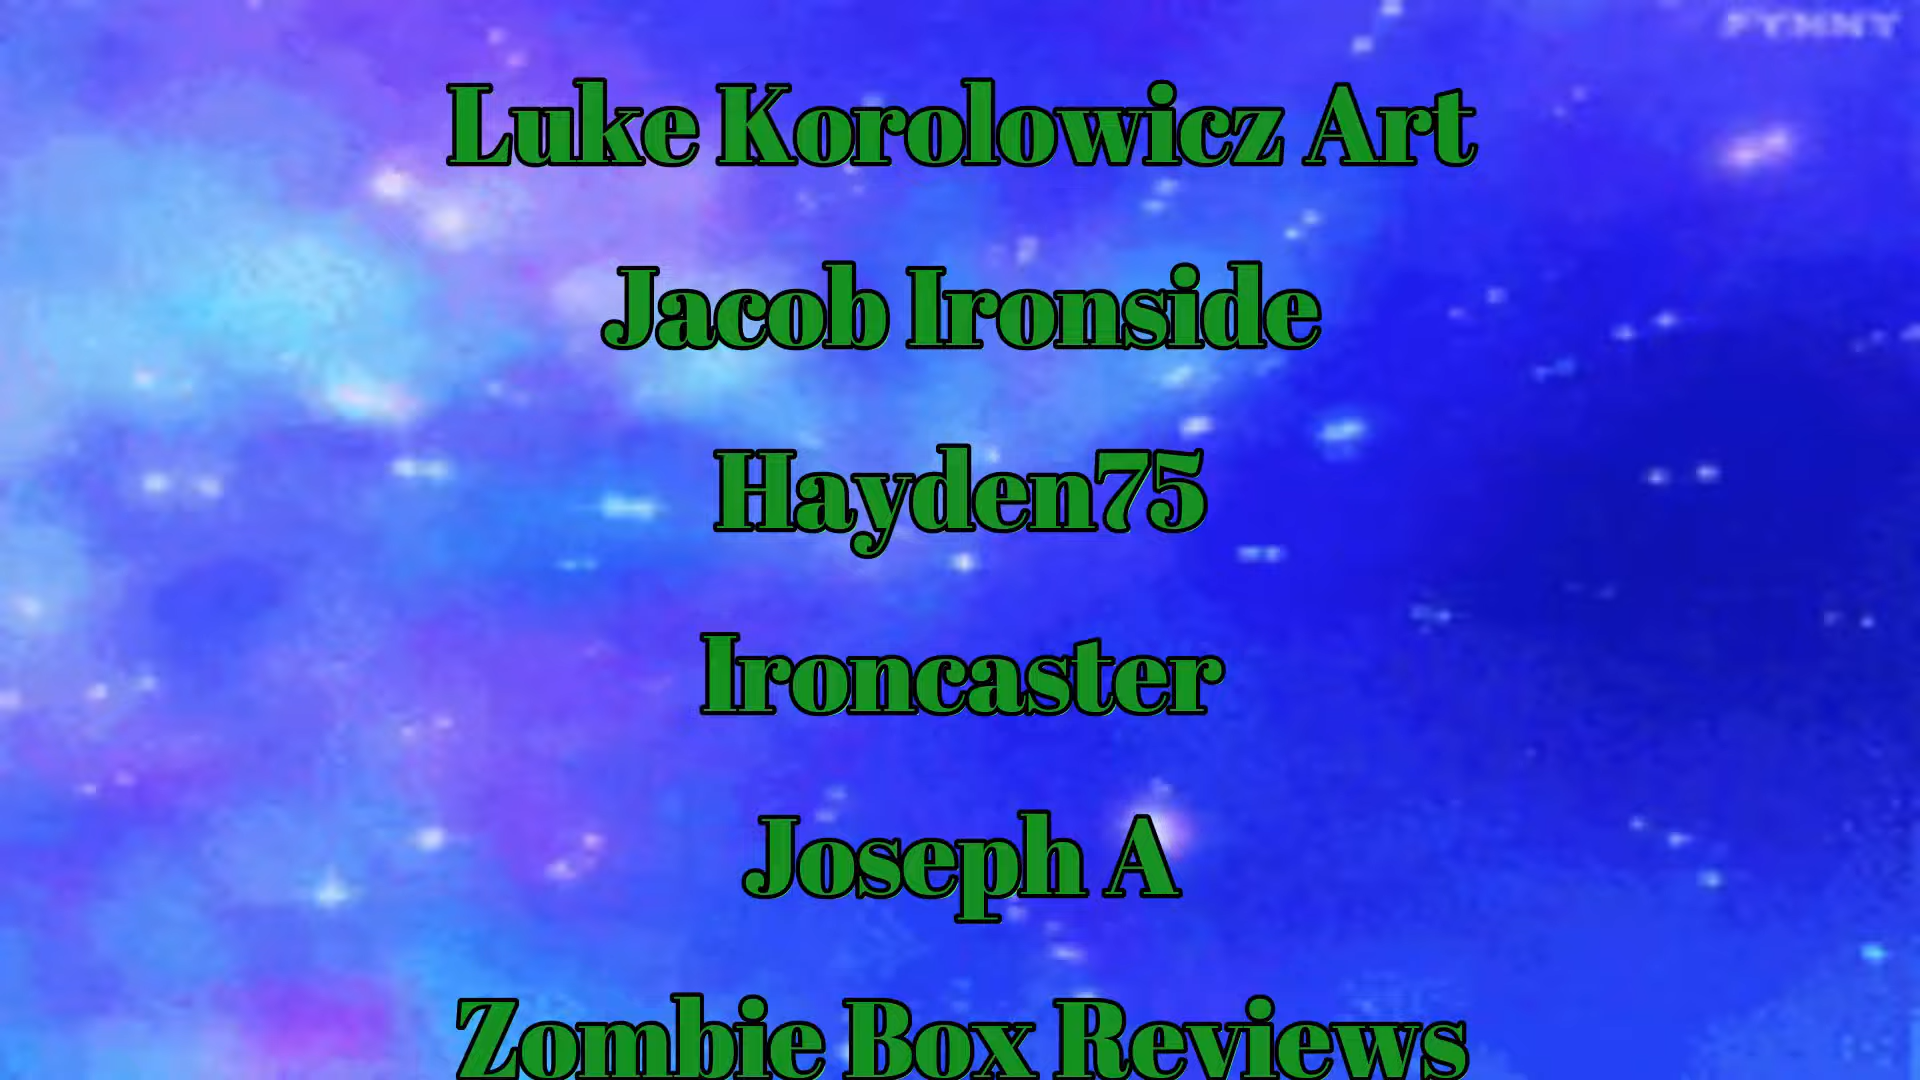 Luke Korolowicz Art
Jacob Ironside
Hayden75
Ironcaster
Joseph A
Zombie Box Reviews